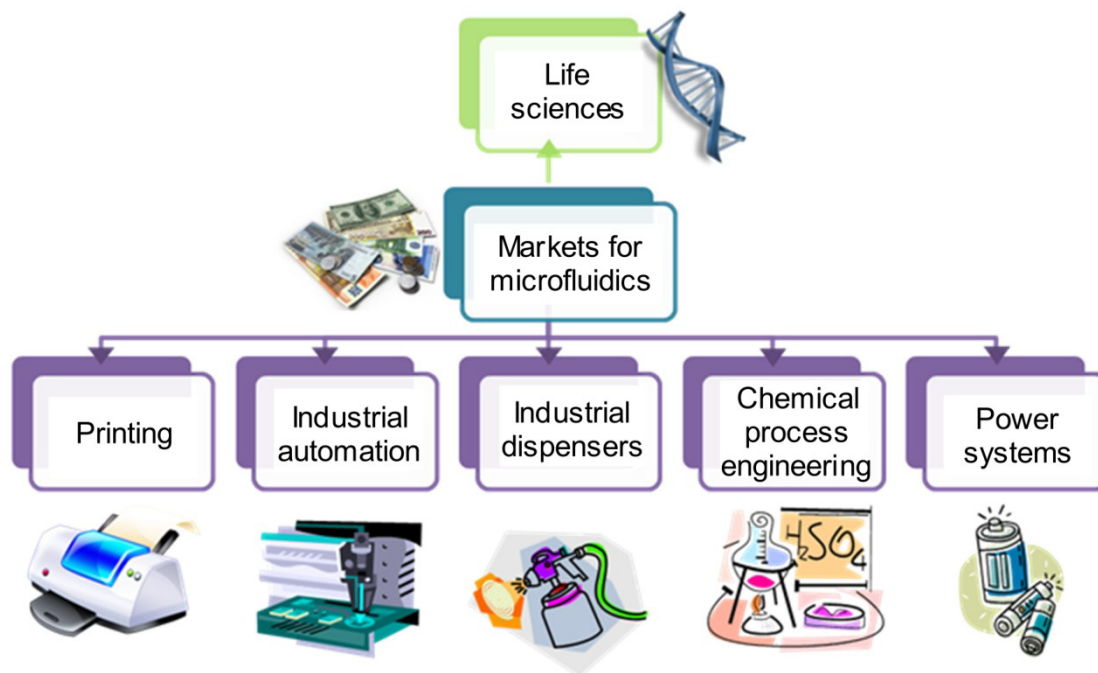 Life
sciences
Markets for
microfluidics
Printing
Industrial
automation
Industrial
dispensers
Chemical
process
engineering
Power
systems
H₂SO₄